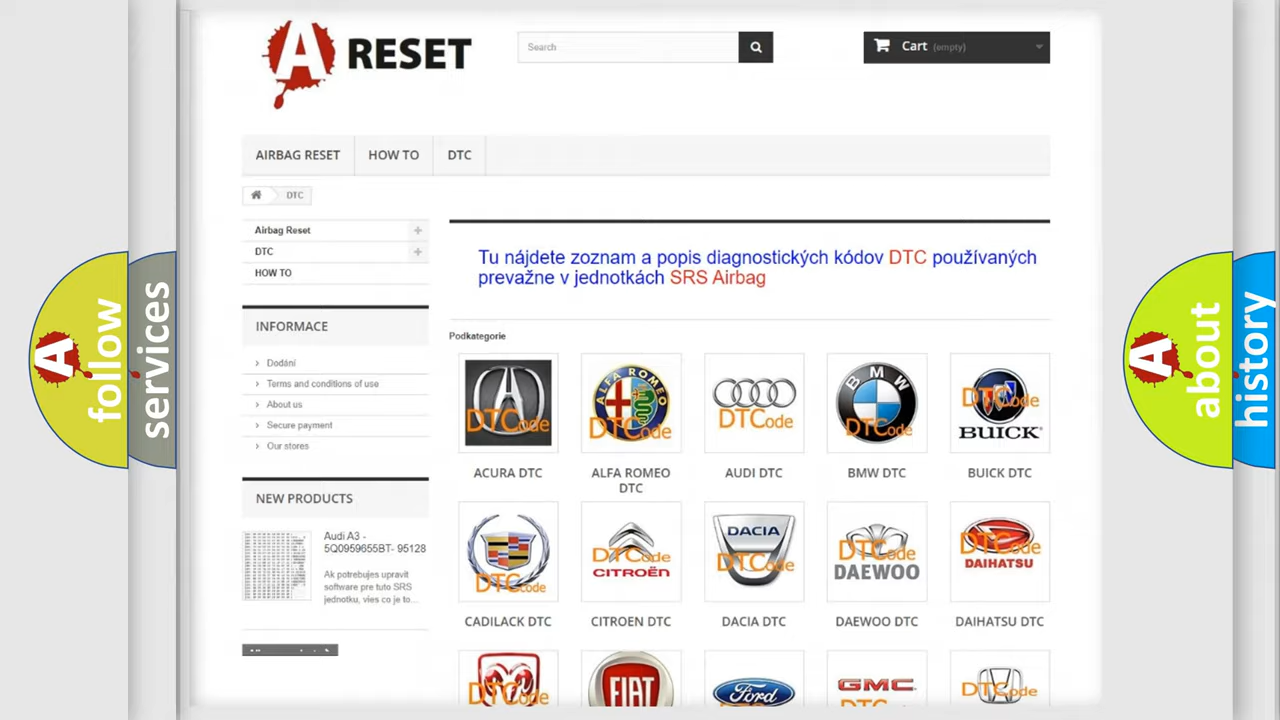 A RESET
Search
Cart (empty)
AIRBAG RESET
HOW TO
DTC
DTC
Airbag Reset
DTC
HOW TO
INFORMACE
Dodání
Terms and conditions of use
About us
Secure payment
Our stores
NEW PRODUCTS
Audi A3 -
5Q0959655BT- 95128
Ak potrebujes upravit
software pre tuto SRS
jednotku, vies co je to...
Tu nájdete zoznam a popis diagnostických kódov DTC používaných
prevažne v jednotkách SRS Airbag
Podkategorie
DTCode
ALFA ROMEO
DTCode
DTCode
BMW
DTCode
DTCode
BUICK
ACURA DTC
ALFA ROMEO
DTC
AUDI DTC
BMW DTC
BUICK DTC
DTCode
DTCode
CITROËN
DACIA
DTCode
DTCode
DAEWOO
DTCode
DAIHATSU
CADILACK DTC
CITROEN DTC
DACIA DTC
DAEWOO DTC
DAIHATSU DTC
DTCode
FIAT
Ford
GMC
DTCode
A follow
services
A about
history